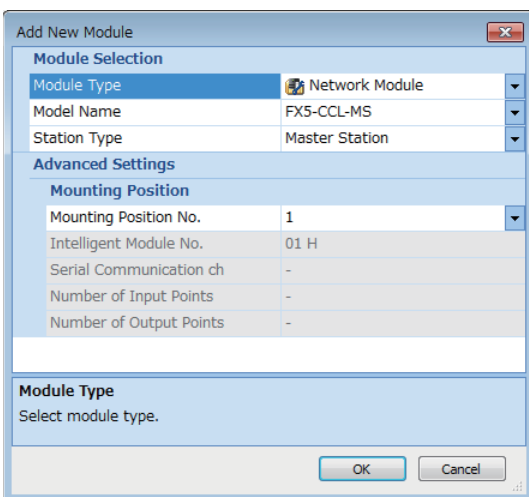 Add New Module
Module Selection
Module Type Network Module
Model Name FX5-CCL-MS
Station Type Master Station
Advanced Settings
Mounting Position
Mounting Position No. 1
Intelligent Module No. 01 H
Serial Communication ch -
Number of Input Points -
Number of Output Points -
Module Type
Select module type.
OK Cancel